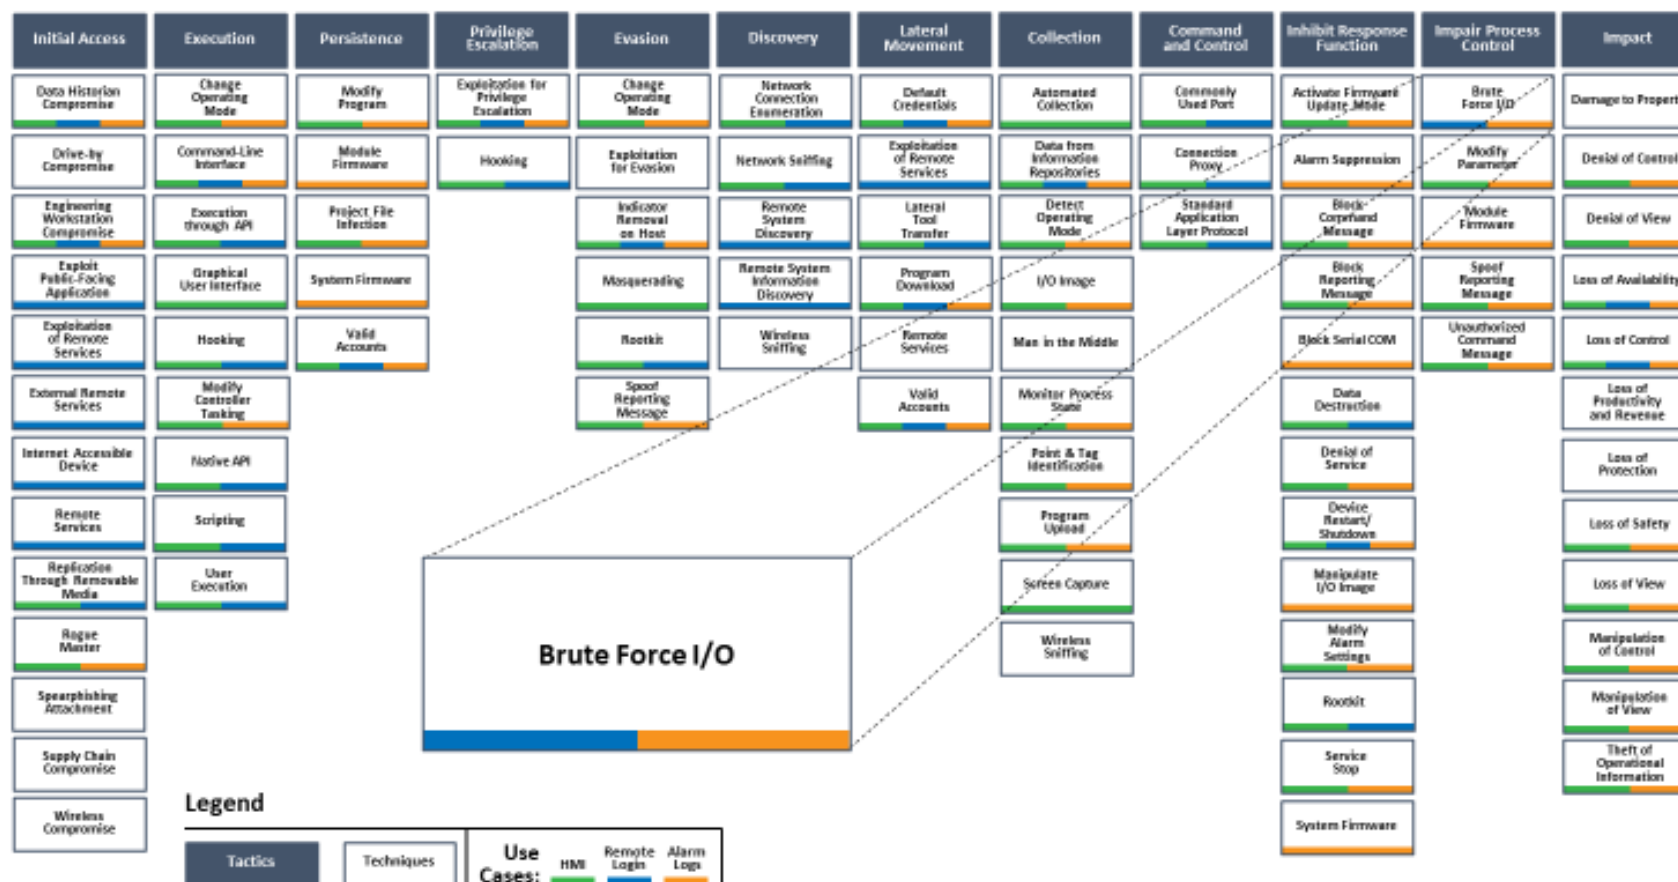 Initial Access
Execution
Persistence
Privilege
Escalation
Evasion
Discovery
Lateral
Movement
Collection
Command
and Control
Inhibit Response
Function
Impair Process
Control
Impact
Data Historian
Compromise
Drive-by
Compromise
Engineering
Workstation
Compromise
Exploit
Public-Facing
Application
Exploitation
of Remote
Services
External Remote
Services
Internet Accessible
Device
Remote
Services
Replication
Through Removable
Media
Rogue
Master
Spearphishing
Attachment
Supply Chain
Compromise
Wireless
Compromise
Change
Operating
Mode
Command-Line
Interface
Execution
through API
Graphical
User Interface
Hooking
Modify
Controller
Tasking
Native API
Scripting
User
Execution
Modify
Program
Module
Firmware
Project File
Infection
System Firmware
Valid
Accounts
Exploitation for
Privilege
Escalation
Hooking
Change
Operating
Mode
Exploitation
for Evasion
Indicator
Removal
on Host
Masquerading
Rootkit
Spoof
Reporting
Message
Network
Connection
Enumeration
Network Sniffing
Remote
System
Discovery
Remote System
Information
Discovery
Wireless
Sniffing
Default
Credentials
Exploitation
of Remote
Services
Lateral
Tool
Transfer
Program
Download
Remote
Services
Valid
Accounts
Automated
Collection
Data from
Information
Repositories
Detect
Operating
Mode
I/O Image
Man in the Middle
Monitor Process
State
Point & Tag
Identification
Program
Upload
Screen Capture
Wireless
Sniffing
Commonly
Used Port
Connection
Proxy
Standard
Application
Layer Protocol
Activate Firmware
Update Mode
Alarm Suppression
Block
Command
Message
Block
Reporting
Message
Block Serial COM
Data
Destruction
Denial of
Service
Device
Restart/
Shutdown
Manipulate
I/O Image
Modify
Alarm
Settings
Rootkit
Service
Stop
System Firmware
Brute
Force I/O
Modify
Parameter
Module
Firmware
Spoof
Reporting
Message
Unauthorized
Command
Message
Damage to Propert
Denial of Control
Denial of View
Loss of Availability
Loss of Control
Loss of
Productivity
and Revenue
Loss of
Protection
Loss of Safety
Loss of View
Manipulation
of Control
Manipulation
of View
Theft of
Operational
Information
Brute Force I/O
Legend
Tactics
Techniques
Use
Cases:
HMI
Remote
Login
Alarm
Logs